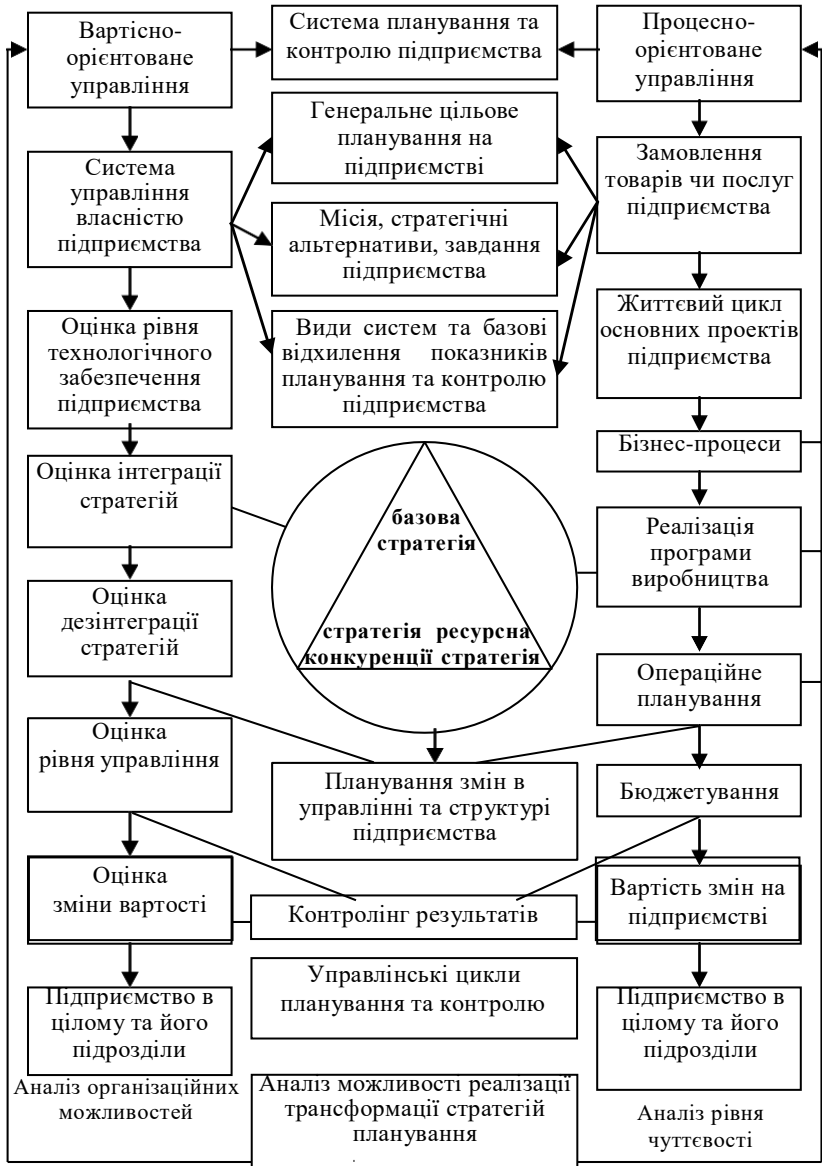 Вартісно-
орієнтоване
управління
Система планування та
контролю підприємства
Процесно-
орієнтоване
управління
Генеральне цільове
планування на
підприємстві
Система
управління
власністю
підприємства
Замовлення
товарів чи послуг
підприємства
Місія, стратегічні
альтернативи, завдання
підприємства
Оцінка рівня
технологічного
забезпечення
підприємства
Види систем та базові
відхилення показників
планування та контролю
підприємства
Життєвий цикл
основних проектів
підприємства
Бізнес-процеси
Оцінка інтеграції
стратегій
базова
стратегія
стратегія ресурсна
конкуренції стратегія
Реалізація
програми
виробництва
Оцінка
дезінтеграції
стратегій
Операційне
планування
Оцінка
рівня управління
Планування змін в
управлінні та структурі
підприємства
Бюджетування
Оцінка
зміни вартості
Контролінг результатів
Вартість змін на
підприємстві
Управлінські цикли
планування та контролю
Підприємство в
цілому та його
підрозділи
Підприємство в
цілому та його
підрозділи
Аналіз організаційних
можливостей
Аналіз можливості реалізації
трансформації стратегій
планування
Аналіз рівня
чуттєвості